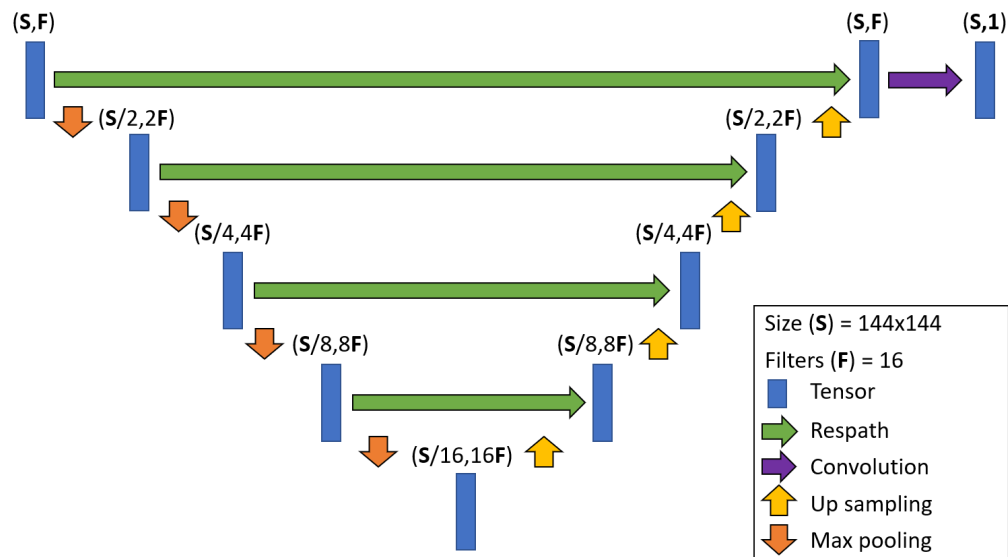 (S,F)
(S,F)
(S,1)
(S/2,2F)
(S/2,2F)
(S/4,4F)
(S/4,4F)
(S/8,8F)
(S/8,8F)
(S/16,16F)
Size (S) = 144x144
Filters (F) = 16
Tensor
Respath
Convolution
Up sampling
Max pooling